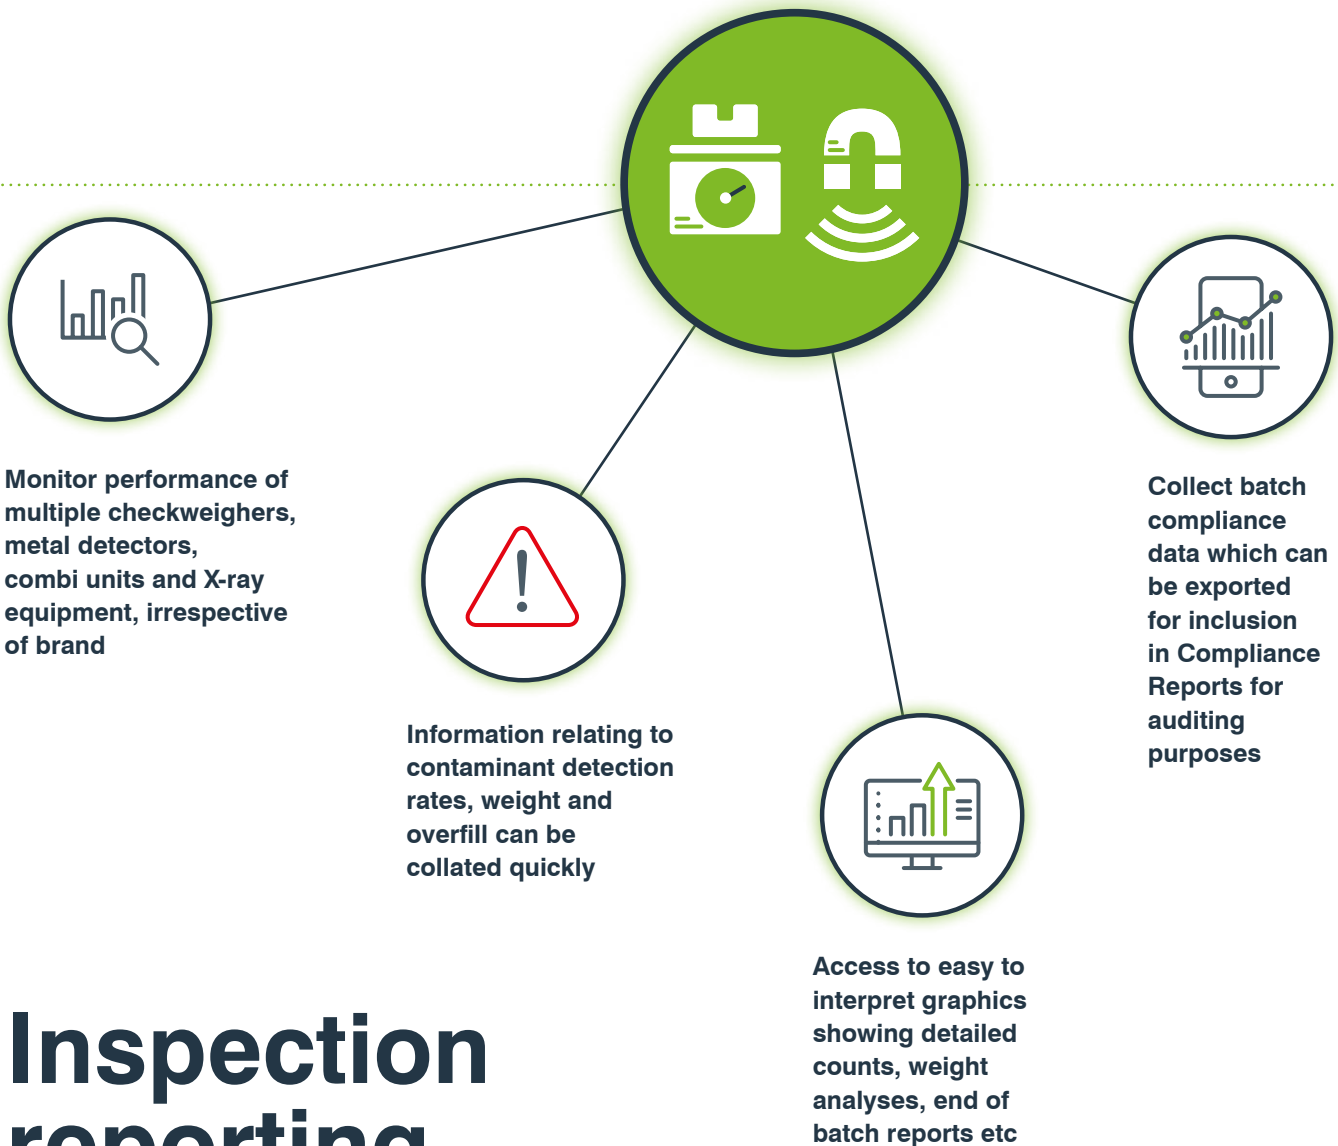 Monitor performance of
multiple checkweighers,
metal detectors,
combi units and X-ray
equipment, irrespective
of brand
Information relating to
contaminant detection
rates, weight and
overfill can be
collated quickly
Access to easy to
interpret graphics
showing detailed
counts, weight
analyses, end of
batch reports etc
Collect batch
compliance
data which can
be exported
for inclusion
in Compliance
Reports for
auditing
purposes
Inspection
reporting